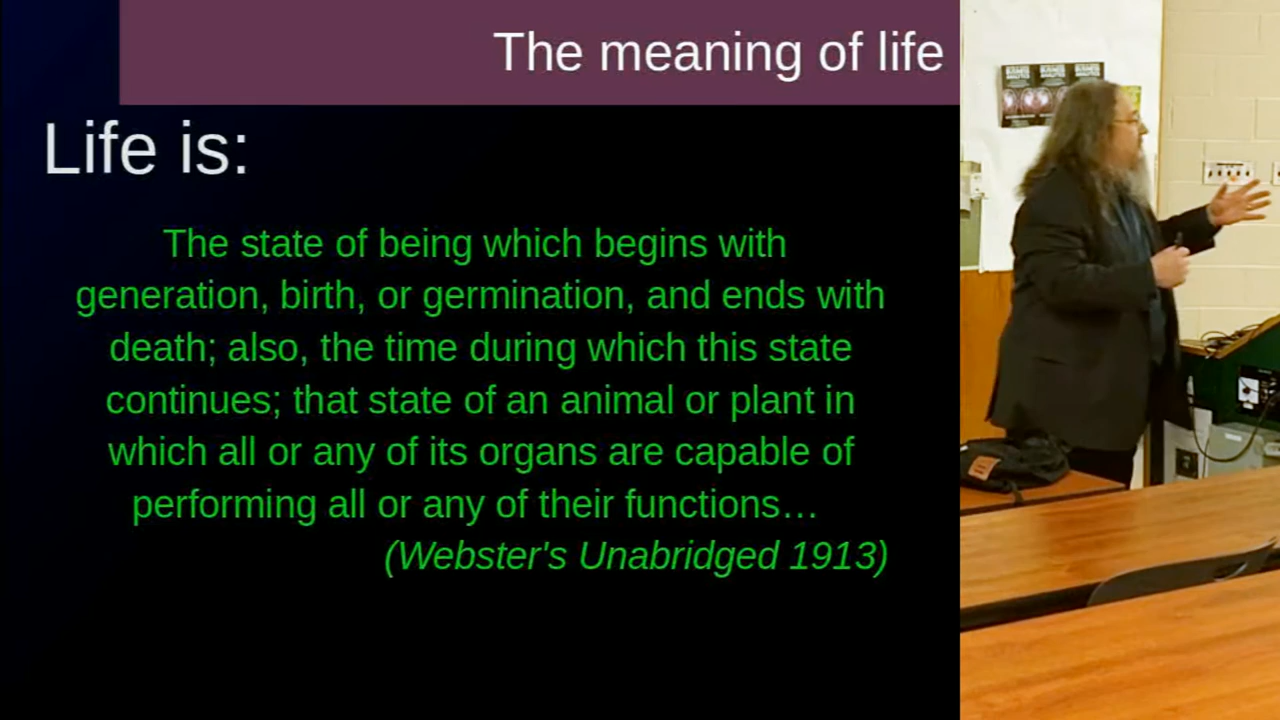 The meaning of life
Life is:
The state of being which begins with
generation, birth, or germination, and ends with
death; also, the time during which this state
continues; that state of an animal or plant in
which all or any of its organs are capable of
performing all or any of their functions…
(Webster's Unabridged 1913)